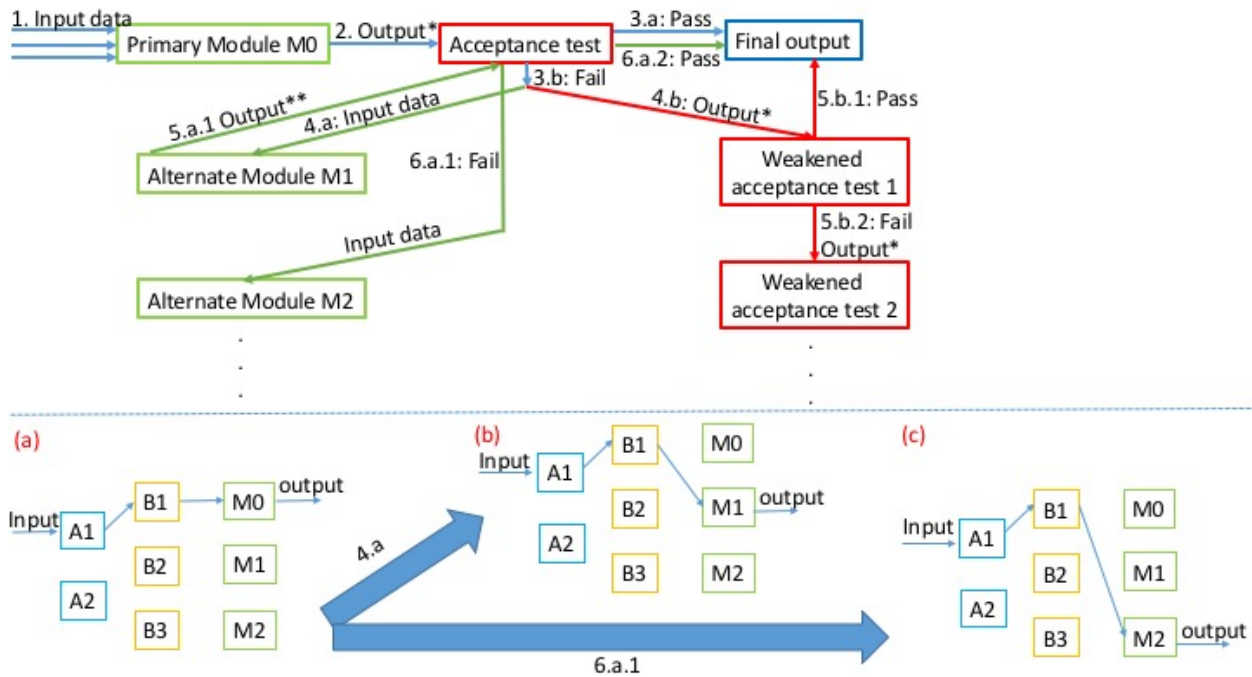 1. Input data
Primary Module M0
2. Output*
Acceptance test
3.a: Pass
6.a.2: Pass
Final output
3.b: Fail
5.a.1 Output**
4.a: Input data
4.b: Output*
5.b.1: Pass
6.a.1: Fail
Alternate Module M1
Weakened
acceptance test 1
5.b.2: Fail
Output*
Input data
Alternate Module M2
Weakened
acceptance test 2
(a)
Input
A1
A2
B1
B2
B3
M0
M1
M2
output
4.a
6.a.1
(b)
Input
A1
A2
B1
B2
B3
M0
M1
M2
output
(c)
Input
A1
A2
B1
B2
B3
M0
M1
M2
output